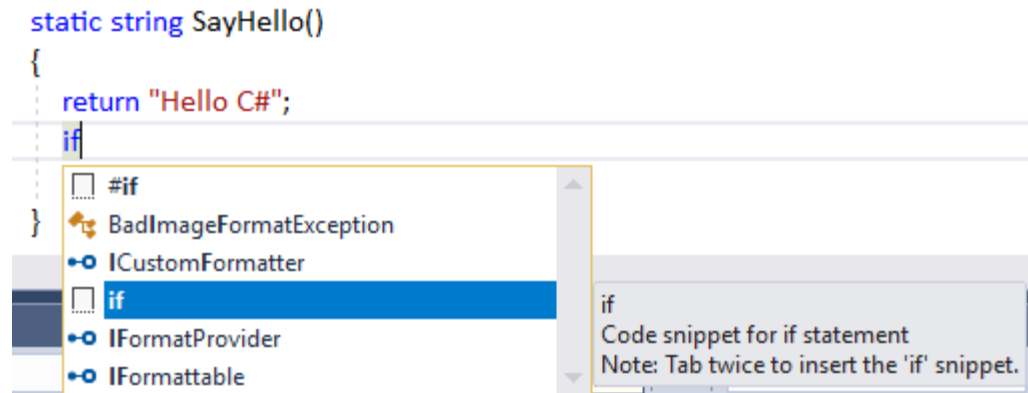 static string SayHello()
{
return "Hello C#";
if
#if
}
BadImageFormatException
ICustomFormatter
if
IFormatProvider
IFormattable
if
Code snippet for if statement
Note: Tab twice to insert the 'if' snippet.